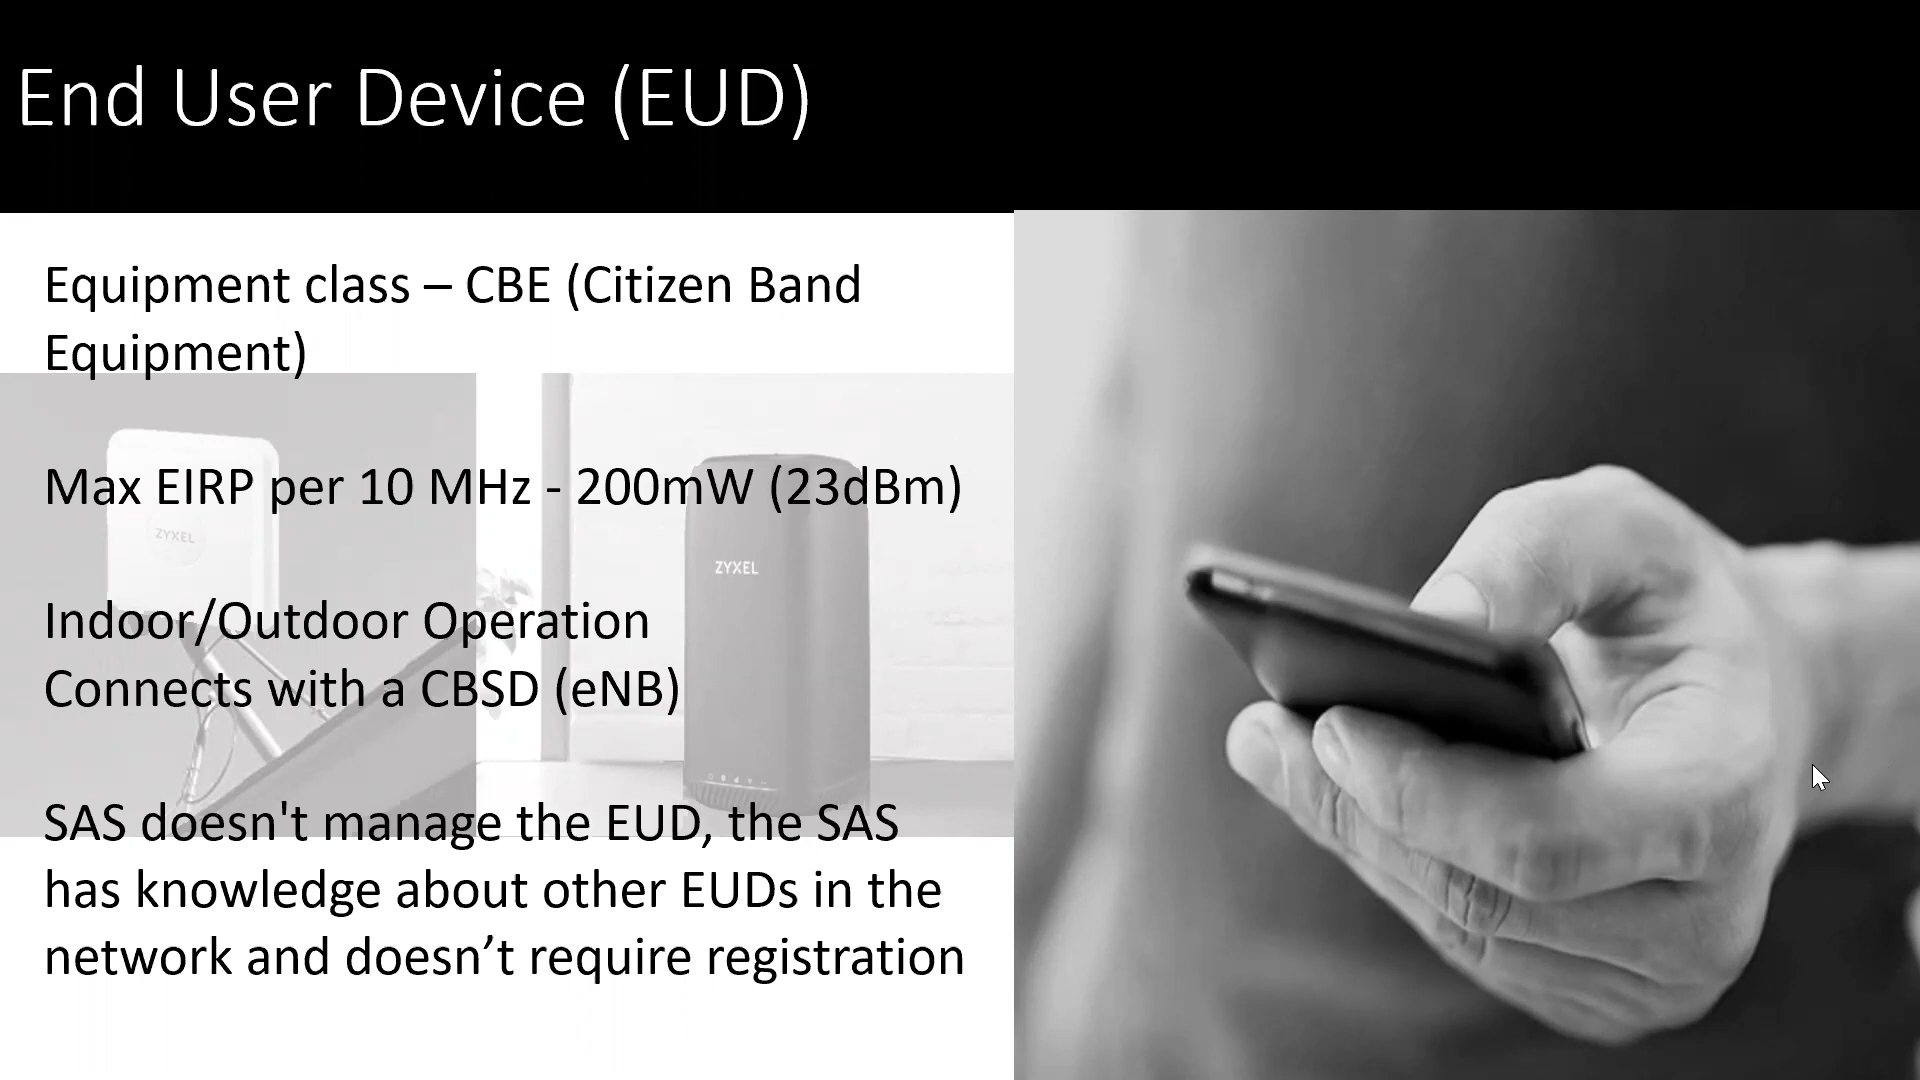 End User Device (EUD)
Equipment class – CBE (Citizen Band
Equipment)
Max EIRP per 10 MHz - 200mW (23dBm)
ZYXEL
ZYXEL
Indoor/Outdoor Operation
Connects with a CBSD (eNB)
SAS doesn't manage the EUD, the SAS
has knowledge about other EUDs in the
network and doesn’t require registration